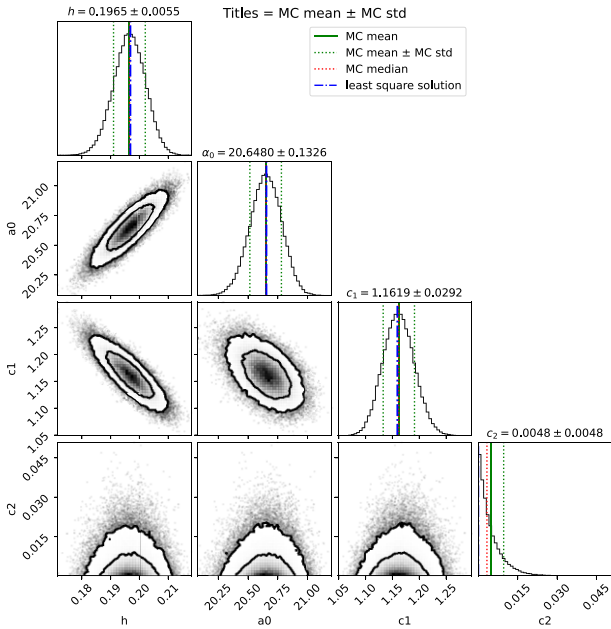 h = 0.1965 ± 0.0055
Titles = MC mean ± MC std
MC mean
MC mean ± MC std
MC median
least square solution
α₀ = 20.6480 ± 0.1326
21.00
20.75
20.50
20.25
a0
c₁ = 1.1619 ± 0.0292
1.25
1.20
1.15
1.10
1.05
c1
c₂ = 0.0048 ± 0.0048
0.045
0.030
0.015
c2
0.18 0.19 0.20 0.21
h
20.25 20.50 20.75 21.00
a0
1.05 1.10 1.15 1.20 1.25
c1
0.015 0.030 0.045
c2